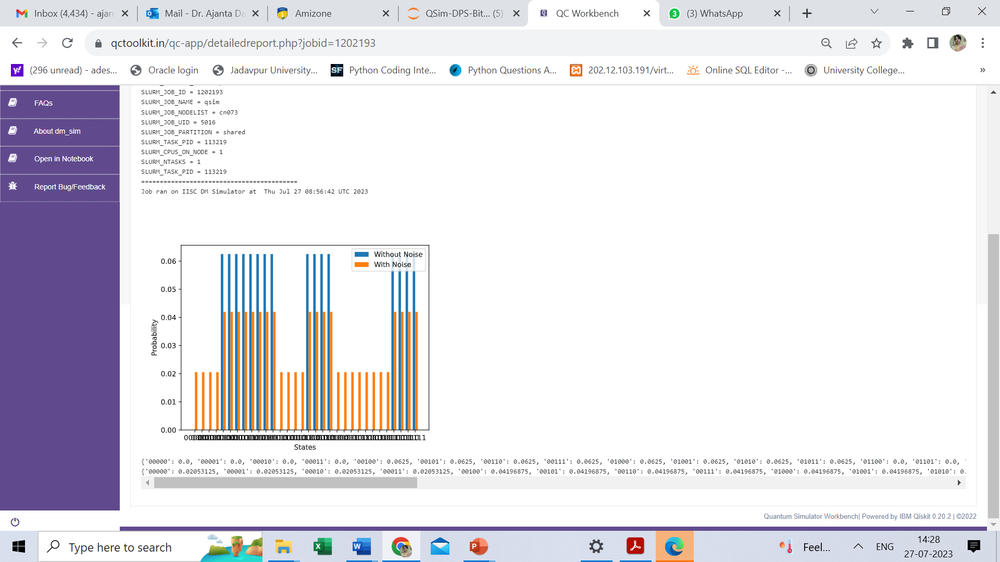 Inbox (4,434) - ajan
Mail - Dr. Ajanta Da
Amizone
QSim-DPS-Bit... (5)
QC Workbench
(3) WhatsApp
qctoolkit.in/qc-app/detailedreport.php?jobid=1202193
(296 unread) - ades...
Oracle login
Jadavpur University...
Python Coding Inte...
Python Questions A...
202.12.103.191/virt...
Online SQL Editor -...
University College...
»
FAQs
About dm_sim
Open in Notebook
Report Bug/Feedback
SLURM_JOB_ID = 1202193
SLURM_JOB_NAME = qsim
SLURM_JOB_NODELIST = cn073
SLURM_JOB_UID = 5016
SLURM_JOB_PARTITION = shared
SLURM_TASK_PID = 113219
SLURM_CPUS_ON_NODE = 1
SLURM_NTASKS = 1
SLURM_TASK_PID = 113219
==========================================
Job ran on IISC DM Simulator at  Thu Jul 27 08:56:42 UTC 2023
Without Noise
With Noise
0.06
0.05
0.04
0.03
0.02
0.01
0.00
Probability
States
{'00000': 0.0, '00001': 0.0, '00010': 0.0, '00011': 0.0, '00100': 0.0625, '00101': 0.0625, '00110': 0.0625, '00111': 0.0625, '01000': 0.0625, '01001': 0.0625, '01010': 0.0625, '01011': 0.0625, '01100': 0.0, '01101': 0.0, '
{'00000': 0.02053125, '00001': 0.02053125, '00010': 0.02053125, '00011': 0.02053125, '00100': 0.04196875, '00101': 0.04196875, '00110': 0.04196875, '00111': 0.04196875, '01000': 0.04196875, '01001': 0.04196875, '01010': 0.
Quantum Simulator Workbench| Powered by IBM Qiskit 0.20.2 | ©2022
Type here to search
Feel...
ENG
14:28
27-07-2023